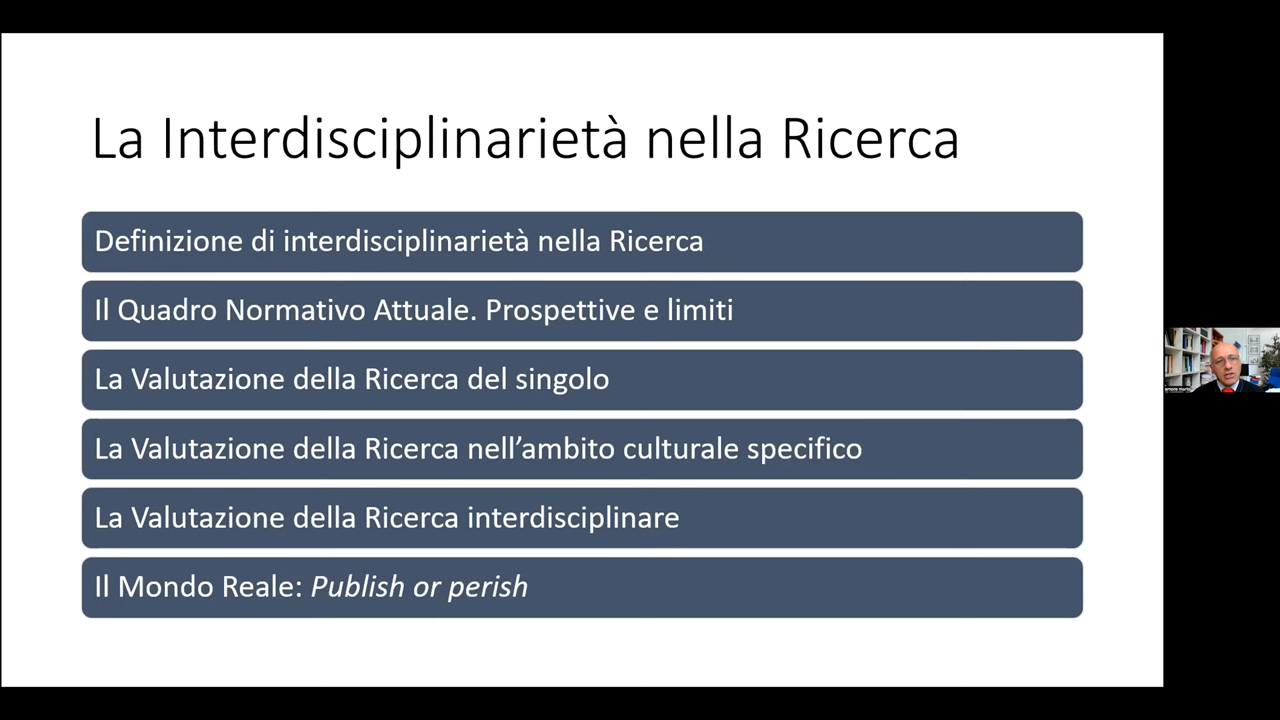 La Interdisciplinarietà nella Ricerca
Definizione di interdisciplinarietà nella Ricerca
Il Quadro Normativo Attuale. Prospettive e limiti
La Valutazione della Ricerca del singolo
La Valutazione della Ricerca nell’ambito culturale specifico
La Valutazione della Ricerca interdisciplinare
Il Mondo Reale: Publish or perish